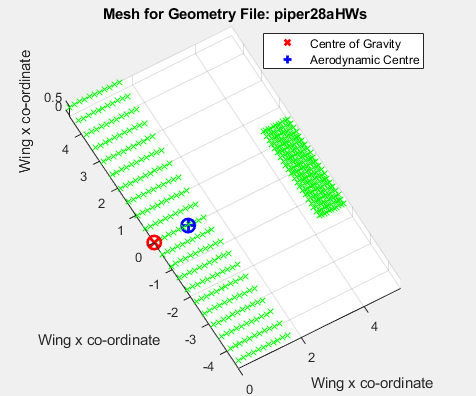 Mesh for Geometry File: piper28aHWs
Centre of Gravity
Aerodynamic Centre
Wing x co-ordinate
0.5
0
4
3
2
1
0
-1
-2
-3
-4
Wing x co-ordinate
0
2
4
Wing x co-ordinate